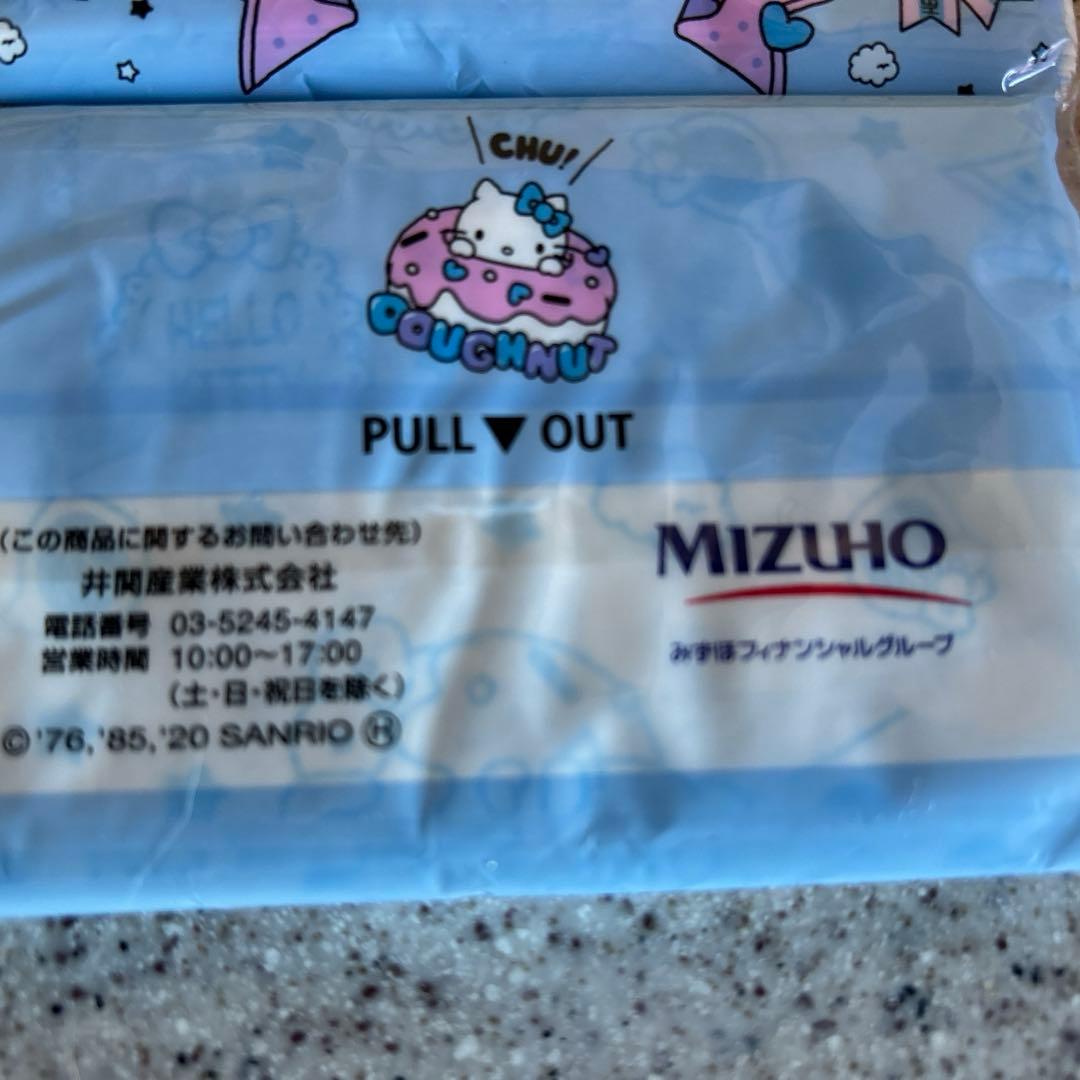 CHU!
DOUGHNUT
PULL▼OUT
(この商品に関するお問い合わせ先)
井関産業株式会社
電話番号 03-5245-4147
営業時間 10:00〜17:00
(土・日・祝日を除く)
©'76,'85,'20 SANRIO Ⓗ
MIZUHO
みずほフィナンシャルグループ
HELLO